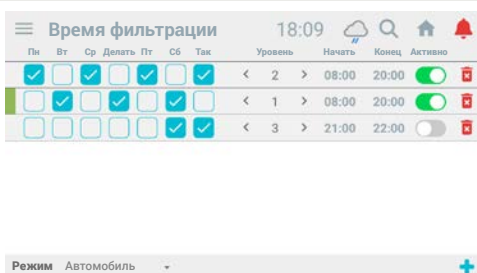 Время фильтрации 18:09
Пн Вт Ср Делать Пт Сб Так Уровень Начать Конец Активно
< 2 > 08:00 20:00
< 1 > 08:00 20:00
< 3 > 21:00 22:00
Режим Автомобиль